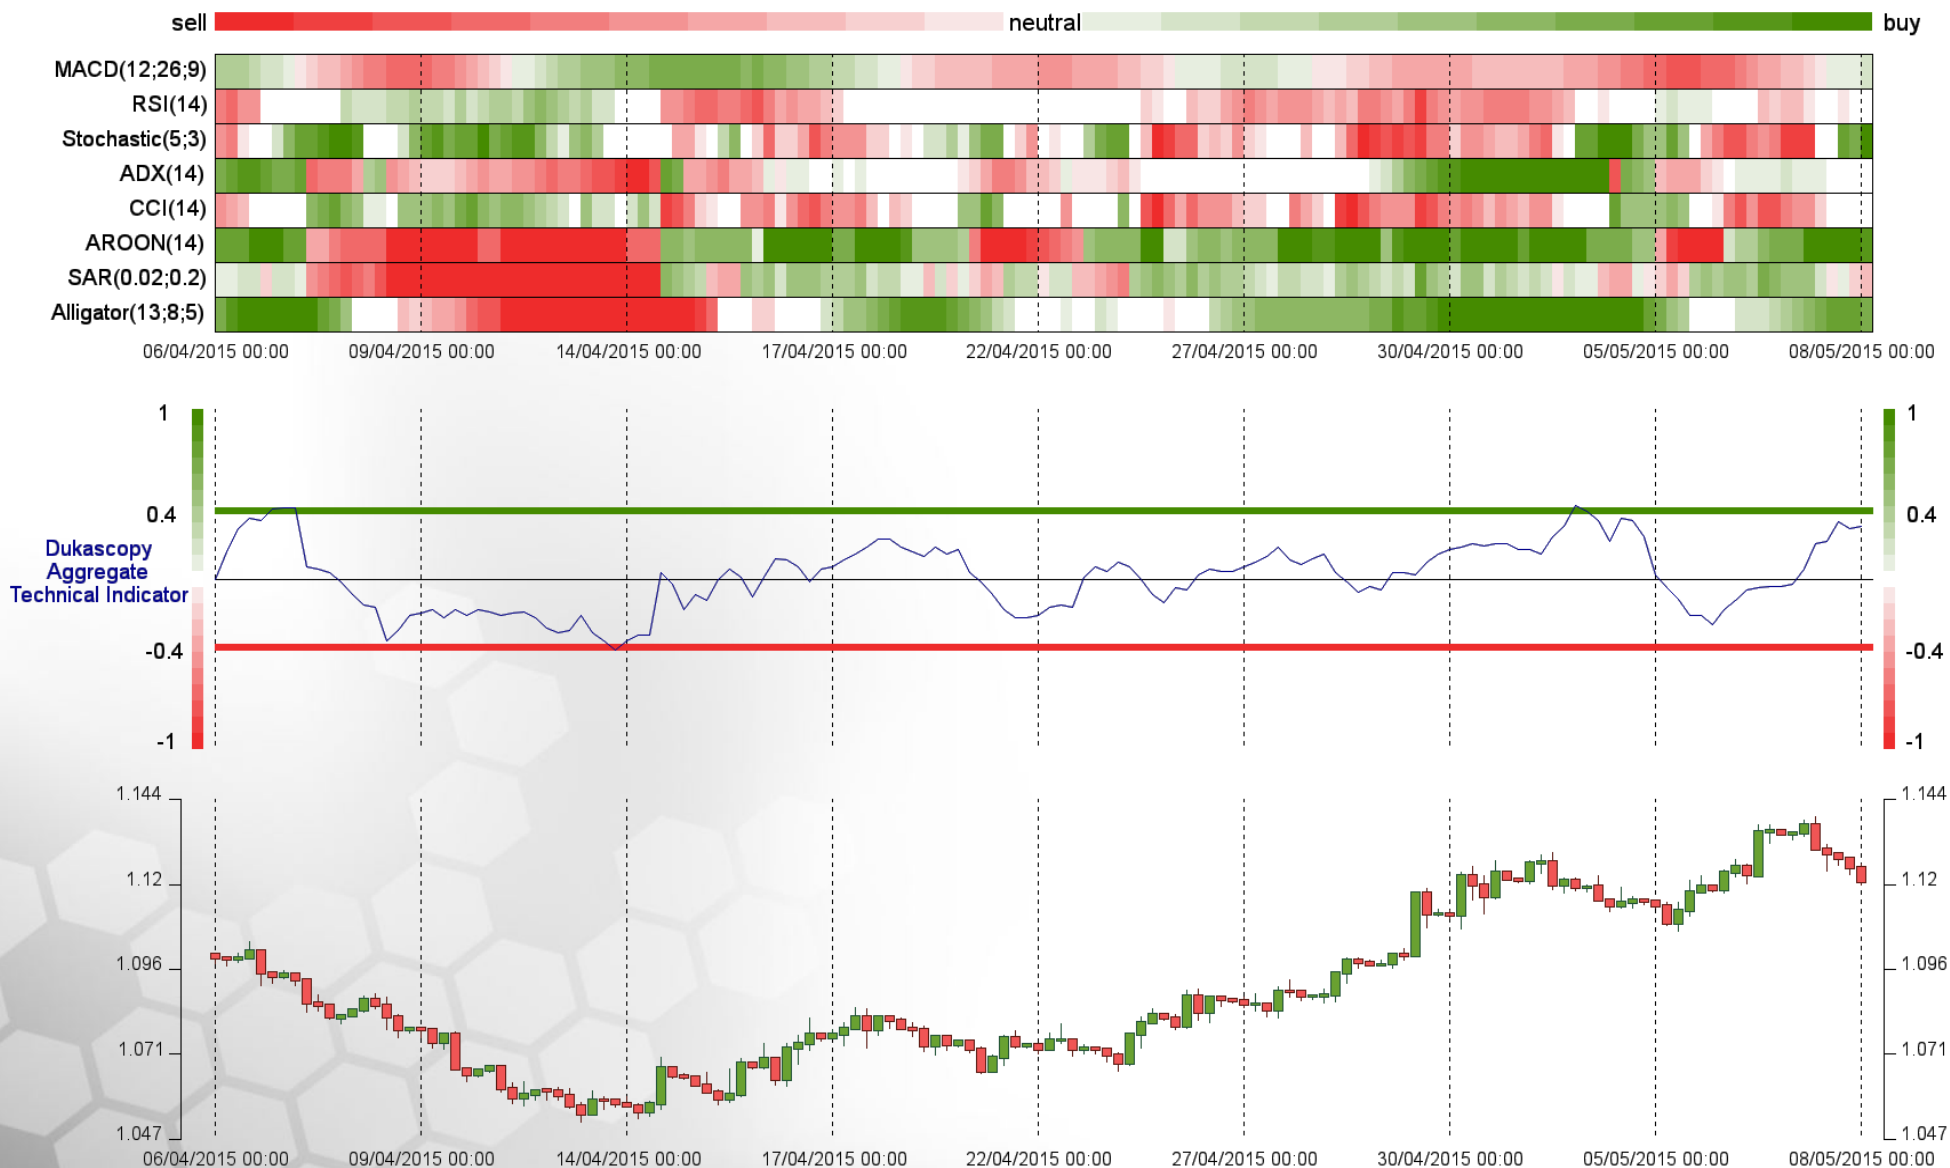 sell neutral buy
MACD(12;26;9)
RSI(14)
Stochastic(5;3)
ADX(14)
CCI(14)
AROON(14)
SAR(0.02;0.2)
Alligator(13;8;5)
06/04/2015 00:00 09/04/2015 00:00 14/04/2015 00:00 17/04/2015 00:00 22/04/2015 00:00 27/04/2015 00:00 30/04/2015 00:00 05/05/2015 00:00 08/05/2015 00:00
1 1
0.4 0.4
Dukascopy
Aggregate
Technical Indicator
-0.4 -0.4
-1 -1
1.144 1.144
1.12 1.12
1.096 1.096
1.071 1.071
1.047 1.047
06/04/2015 00:00 09/04/2015 00:00 14/04/2015 00:00 17/04/2015 00:00 22/04/2015 00:00 27/04/2015 00:00 30/04/2015 00:00 05/05/2015 00:00 08/05/2015 00:00